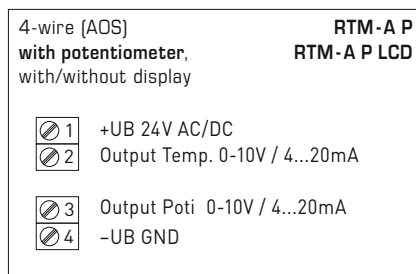 4-wire (AOS) RTM-A P
with potentiometer, RTM-A P LCD
with/without display
1 +UB 24V AC/DC
2 Output Temp. 0-10V / 4...20mA
3 Output Poti 0-10V / 4...20mA
4 –UB GND